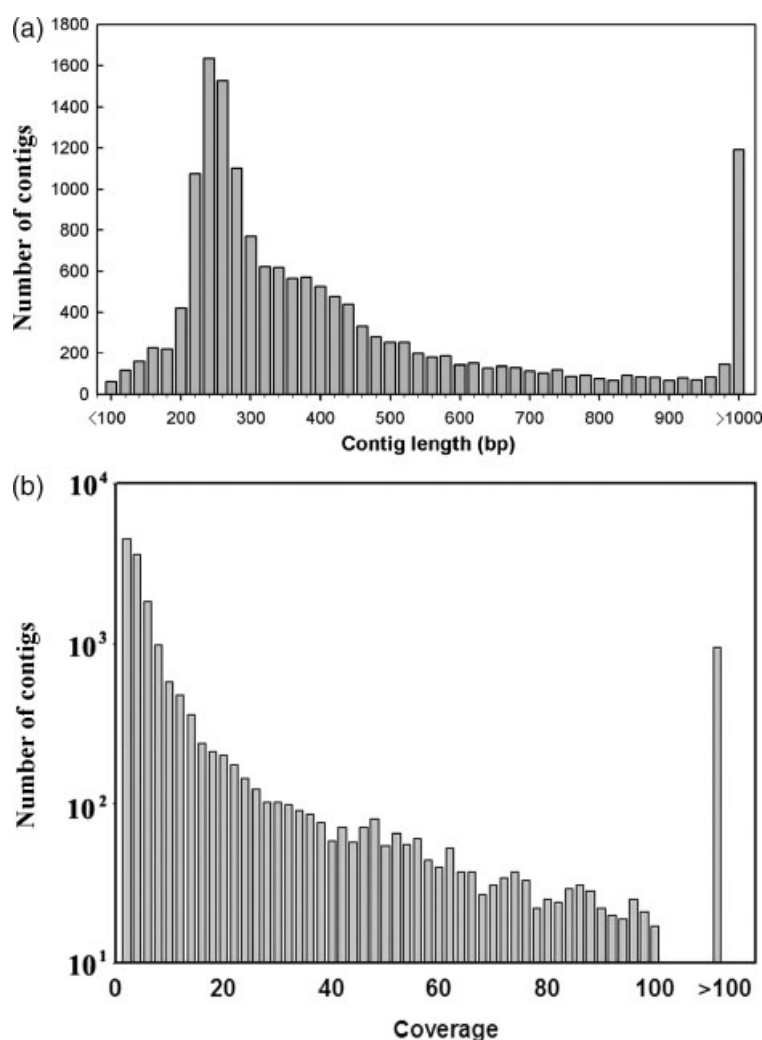 (a)
Number of contigs
1800
1600
1400
1200
1000
800
600
400
200
0
<100 200 300 400 500 600 700 800 900 >1000
Contig length (bp)
(b)
Number of contigs
10⁴
10³
10²
10¹
0 20 40 60 80 100 >100
Coverage